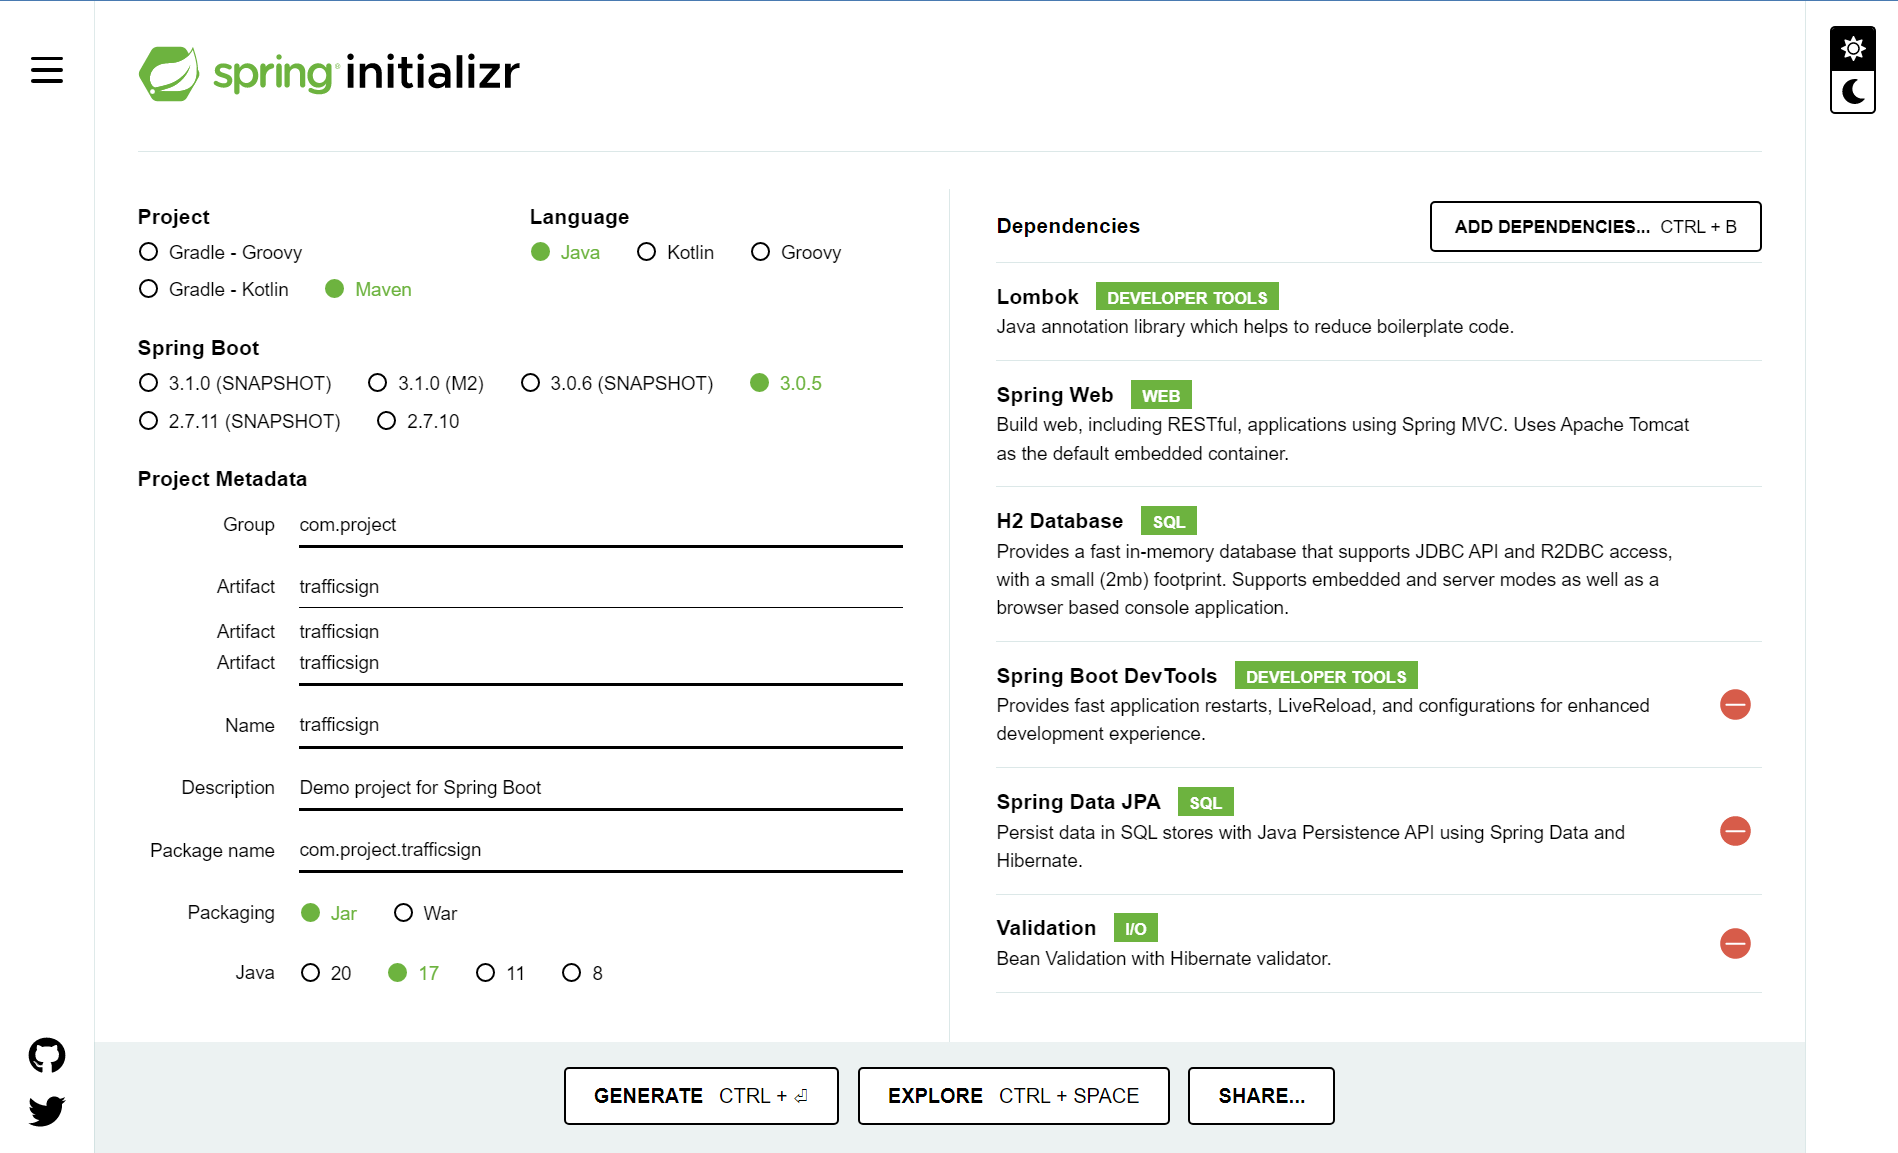 spring initializr
Project
Gradle - Groovy
Gradle - Kotlin Maven
Language
Java Kotlin Groovy
Spring Boot
3.1.0 (SNAPSHOT) 3.1.0 (M2) 3.0.6 (SNAPSHOT) 3.0.5
2.7.11 (SNAPSHOT) 2.7.10
Project Metadata
Group com.project
Artifact trafficsign
Artifact trafficsign
Artifact trafficsign
Name trafficsign
Description Demo project for Spring Boot
Package name com.project.trafficsign
Packaging Jar War
Java 20 17 11 8
Dependencies ADD DEPENDENCIES... CTRL + B
Lombok DEVELOPER TOOLS
Java annotation library which helps to reduce boilerplate code.
Spring Web WEB
Build web, including RESTful, applications using Spring MVC. Uses Apache Tomcat
as the default embedded container.
H2 Database SQL
Provides a fast in-memory database that supports JDBC API and R2DBC access,
with a small (2mb) footprint. Supports embedded and server modes as well as a
browser based console application.
Spring Boot DevTools DEVELOPER TOOLS
Provides fast application restarts, LiveReload, and configurations for enhanced
development experience.
Spring Data JPA SQL
Persist data in SQL stores with Java Persistence API using Spring Data and
Hibernate.
Validation I/O
Bean Validation with Hibernate validator.
GENERATE CTRL + ⏎ EXPLORE CTRL + SPACE SHARE...